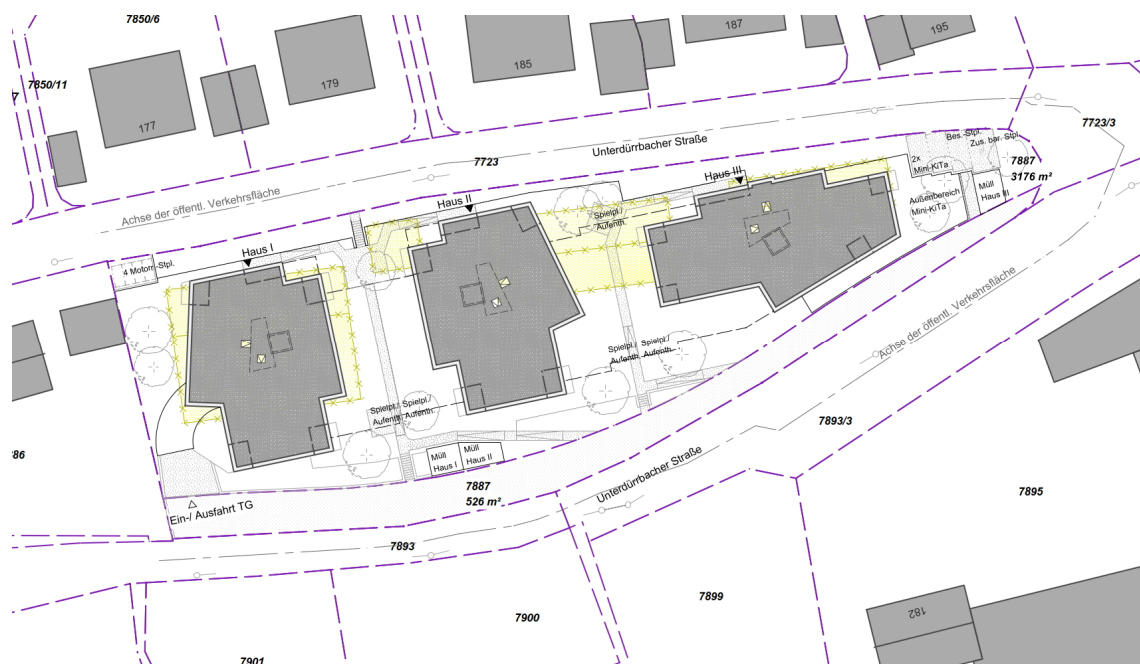 7850/6
187
195
179
185
7850/11
177
7
7723/3
Unterdürrbacher Straße
Bes.-Stpl.
Zus. bar. Stpl.
7723
2x
Mini-KiTa
7887
3176 m²
Haus III
Müll
Haus III
Außenbereich
Mini-KiTa
Achse der öffentl. Verkehrsfläche
Haus II
Spielpl./
Aufenth.
Haus I
4 Motorr.-Stpl.
Achse der öffentl. Verkehrsfläche
Spielpl./ Spielpl./
Aufenth. Aufenth.
Spielpl./ Spielpl./
Aufenth. Aufenth.
7893/3
Müll
Haus I
Müll
Haus II
86
7887
526 m²
Unterdürrbacher Straße
7895
Ein-/ Ausfahrt TG
7893
7899
182
7900
7901